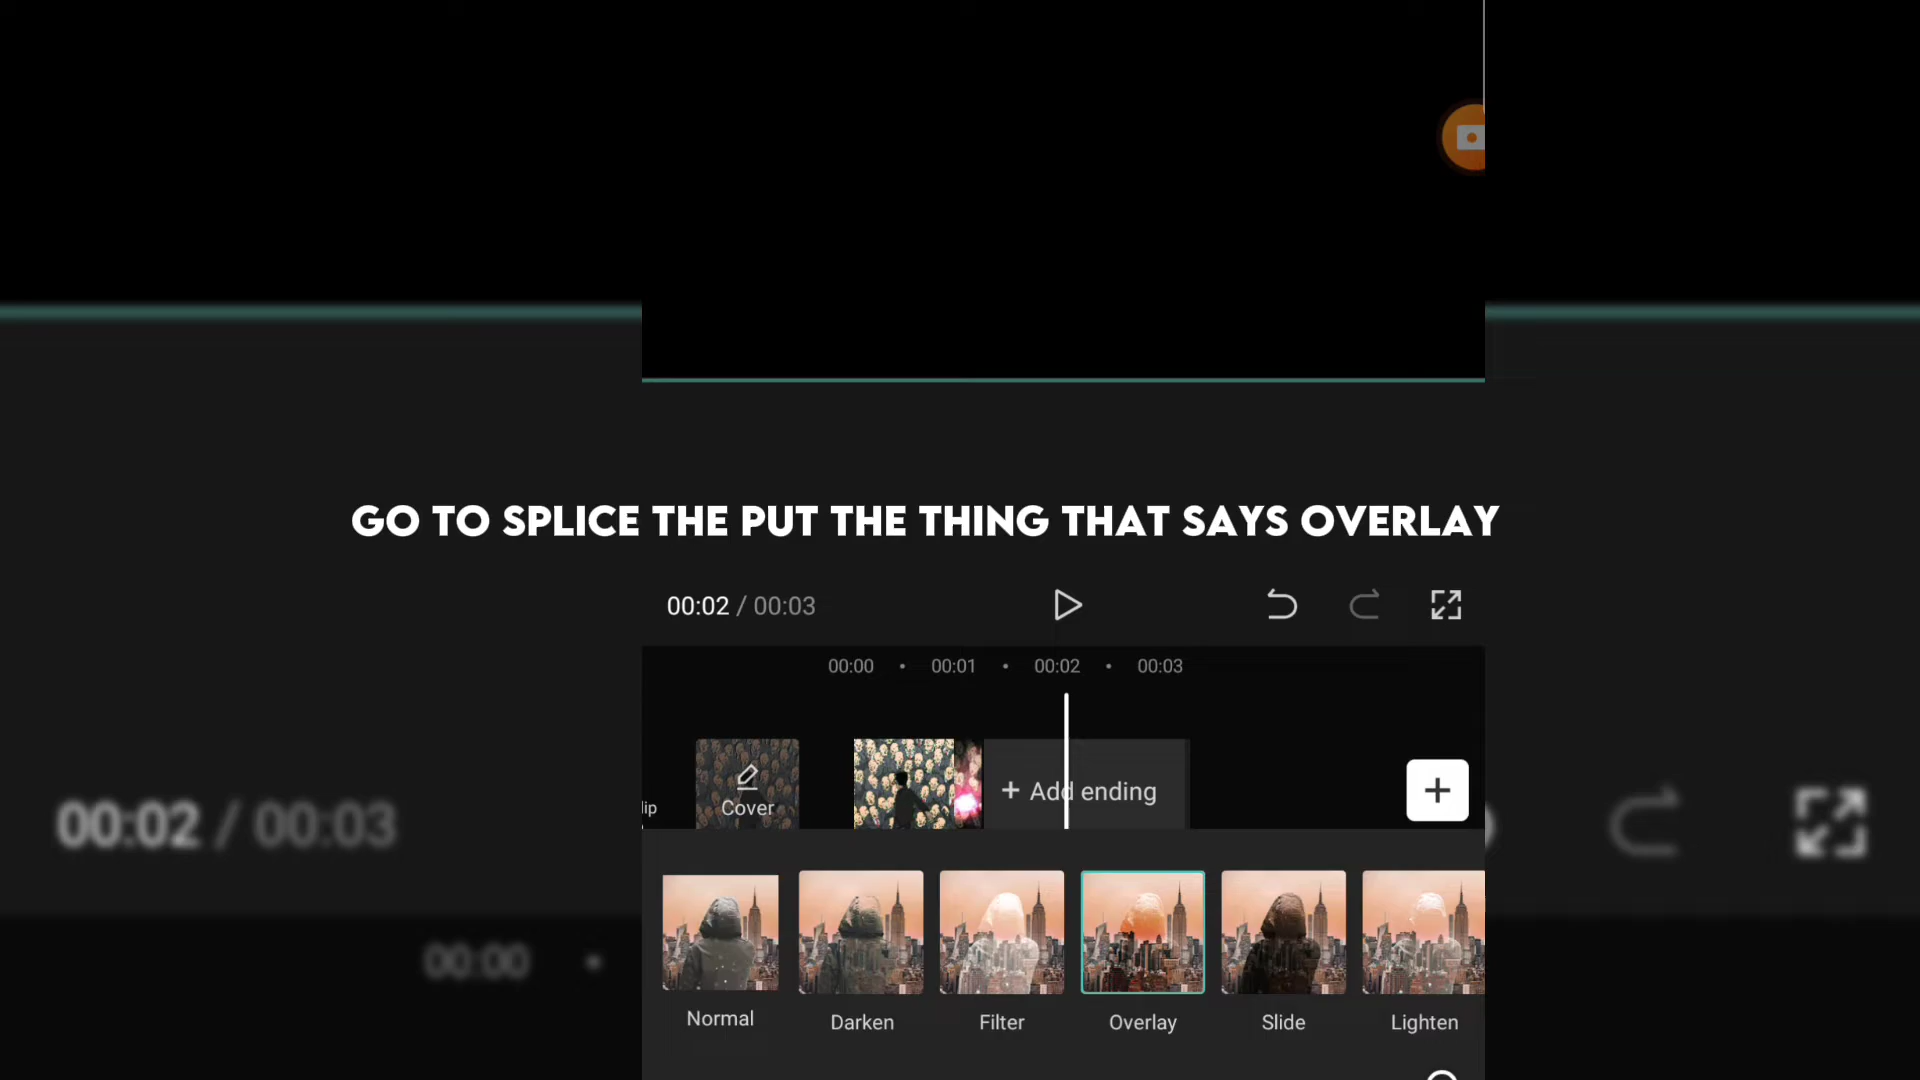 GO TO SPLICE THE PUT THE THING THAT SAYS OVERLAY
00:02 / 00:03
00:00 • 00:01 • 00:02 • 00:03
lip
Cover
+ Add ending
00:02 / 00:03
00:00
Normal Darken Filter Overlay Slide Lighten